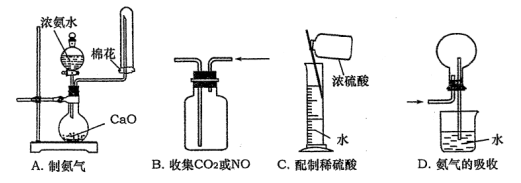 浓氨水
棉花
CaO
A. 制氨气
B. 收集CO2或NO
浓硫酸
水
C. 配制稀硫酸
水
D. 氨气的吸收